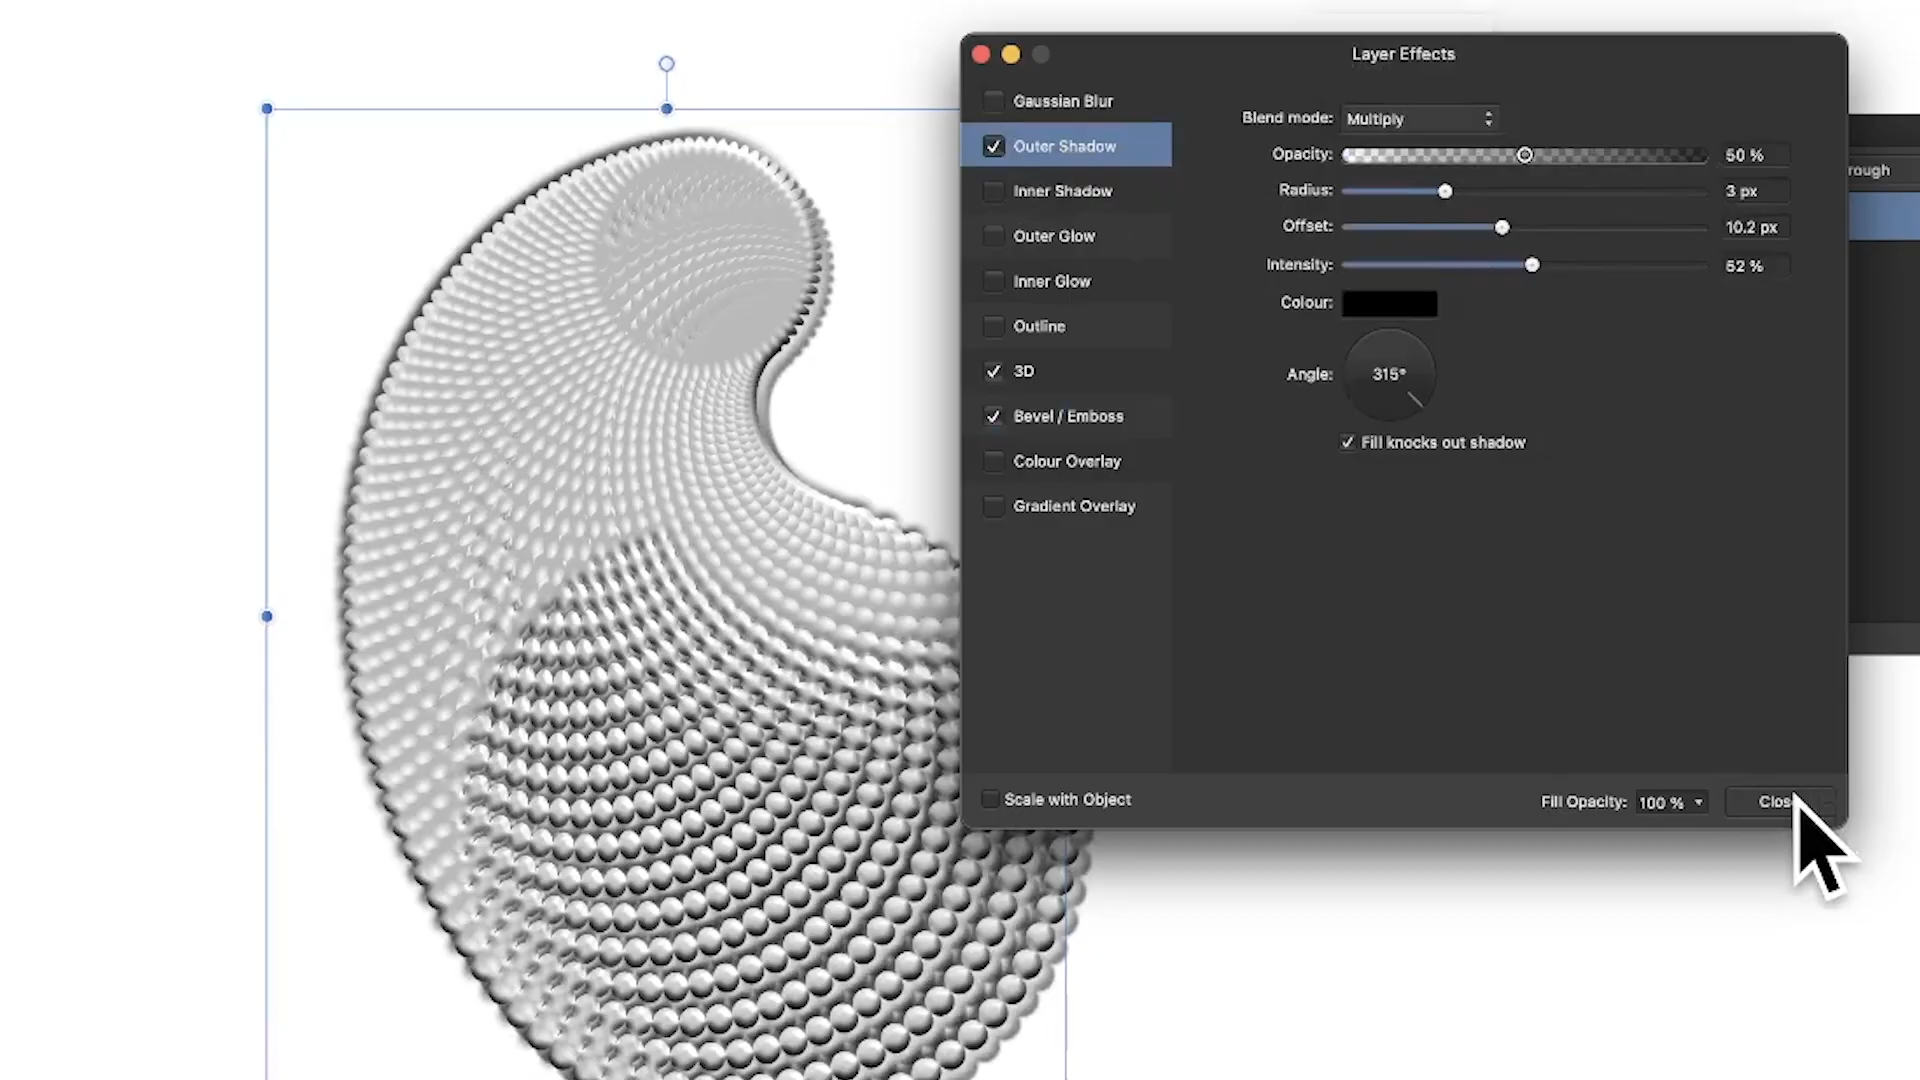 Layer Effects
Gaussian Blur
Outer Shadow
Inner Shadow
Outer Glow
Inner Glow
Outline
3D
Bevel / Emboss
Colour Overlay
Gradient Overlay
Blend mode: Multiply
Opacity: 50 %
Radius: 3 px
Offset: 10.2 px
Intensity: 52 %
Colour:
Angle: 315°
Fill knocks out shadow
rough
Scale with Object
Fill Opacity: 100 %
Clos